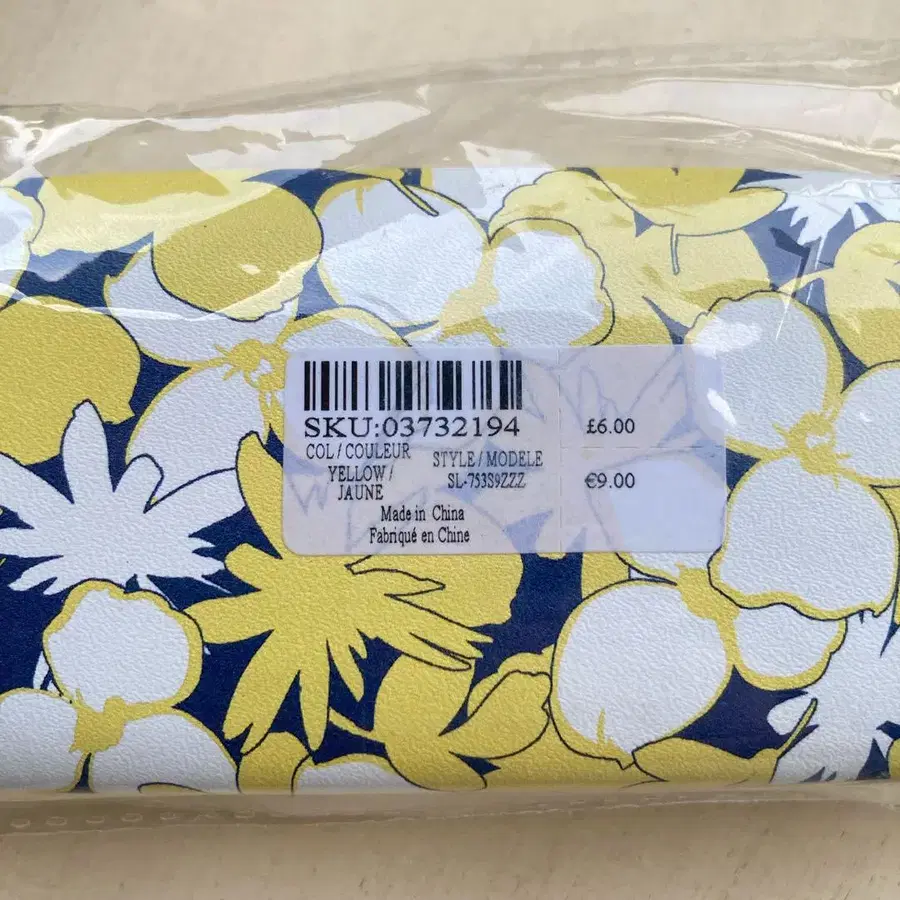 SKU:03732194
COL/COULEUR
YELLOW/
JAUNE
STYLE/MODELE
SL-753S9ZZZ
Made in China
Fabriqué en Chine
£6.00
€9.00